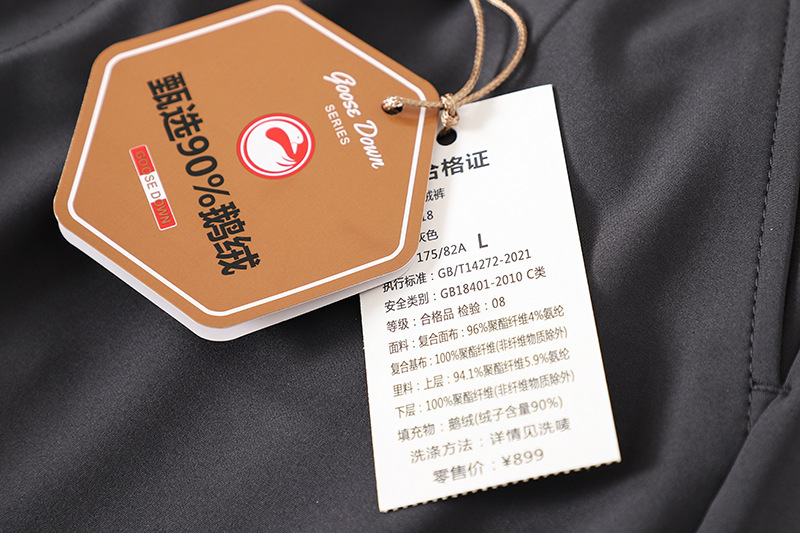 Goose Down
SERIES
甄选90%鹅绒
GOOSE DOWN
合格证
绒裤
18
灰色
175/82A L
执行标准：GB/T14272-2021
安全类别：GB18401-2010 C类
等级：合格品 检验：08
面料：复合面布：96%聚酯纤维4%氨纶
复合基布：100%聚酯纤维(非纤维物质除外)
里料：上层：94.1%聚酯纤维5.9%氨纶
下层：100%聚酯纤维(非纤维物质除外)
填充物：鹅绒(绒子含量90%)
洗涤方法：详情见洗唛
零售价：¥899